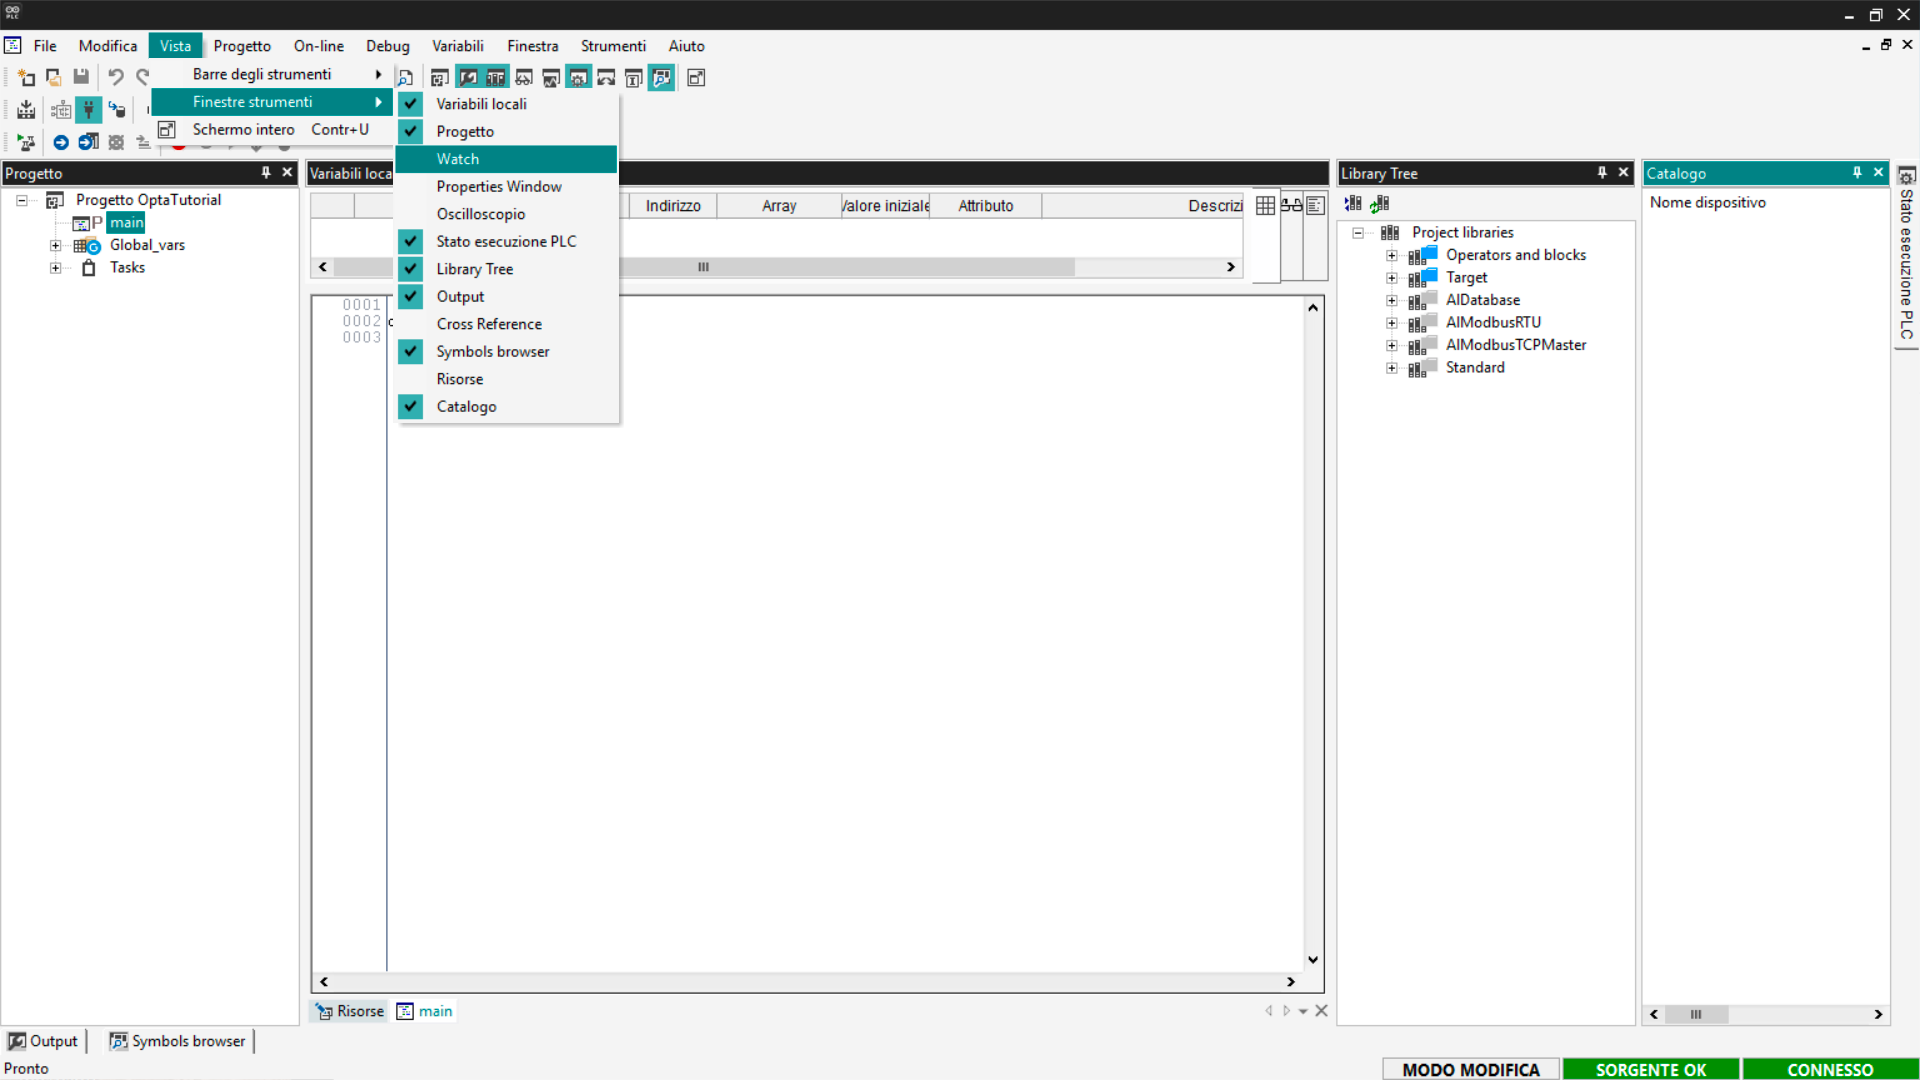 PLC
File Modifica Vista Progetto On-line Debug Variabili Finestra Strumenti Aiuto
Barre degli strumenti
Finestre strumenti
Schermo intero Contr+U
Variabili locali
Progetto
Watch
Properties Window
Oscilloscopio
Stato esecuzione PLC
Library Tree
Output
Cross Reference
Symbols browser
Risorse
Catalogo
Progetto
Progetto OptaTutorial
main
Global_vars
Tasks
Variabili loca
Indirizzo Array Valore iniziale Attributo Descrizi
0001
0002
0003
Risorse main
Library Tree
Project libraries
Operators and blocks
Target
AlDatabase
AlModbusRTU
AlModbusTCPMaster
Standard
Catalogo
Nome dispositivo
Stato esecuzione PLC
Output Symbols browser
Pronto
MODO MODIFICA SORGENTE OK CONNESSO